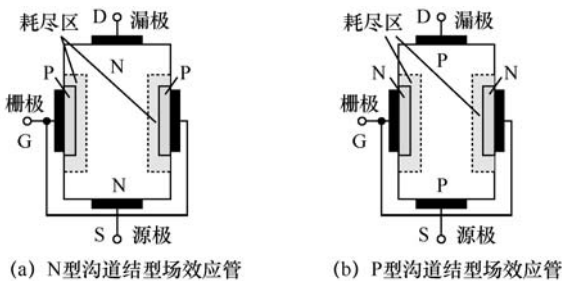 耗尽区 D 漏极
N
P P
栅极
G
N
S 源极
(a) N型沟道结型场效应管
耗尽区 D 漏极
P
N N
栅极
G
P
S 源极
(b) P型沟道结型场效应管